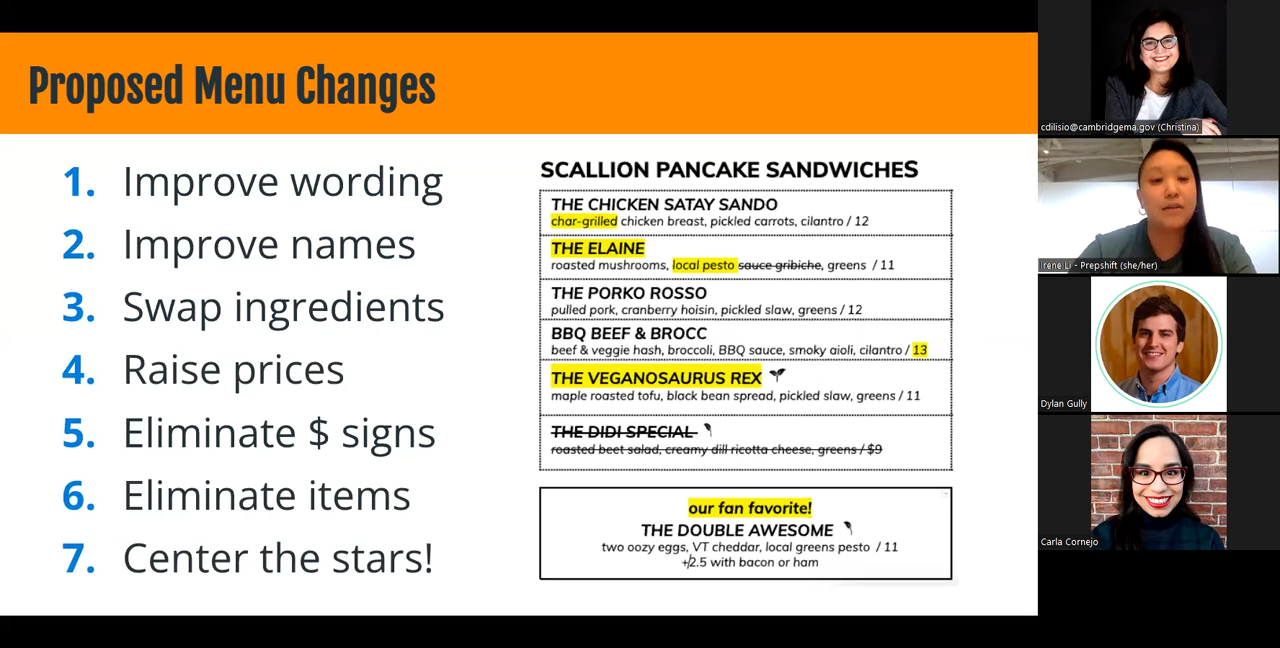 Proposed Menu Changes
1. Improve wording
2. Improve names
3. Swap ingredients
4. Raise prices
5. Eliminate $ signs
6. Eliminate items
7. Center the stars!
SCALLION PANCAKE SANDWICHES
THE CHICKEN SATAY SANDO
char-grilled chicken breast, pickled carrots, cilantro / 12
THE ELAINE
roasted mushrooms, local pesto sauce gribiche, greens / 11
THE PORKO ROSSO
pulled pork, cranberry hoisin, pickled slaw, greens / 12
BBQ BEEF & BROCC
beef & veggie hash, broccoli, BBQ sauce, smoky aioli, cilantro / 13
THE VEGANOSAURUS REX
maple roasted tofu, black bean spread, pickled slaw, greens / 11
THE DIDI SPECIAL
roasted beet salad, creamy dill ricotta cheese, greens / $9
our fan favorite!
THE DOUBLE AWESOME
two oozy eggs, VT cheddar, local greens pesto / 11
+2.5 with bacon or ham
cdilisio@cambridgema.gov (Christina)
Irene Li - Prepshift (she/her)
Dylan Gully
Carla Cornejo